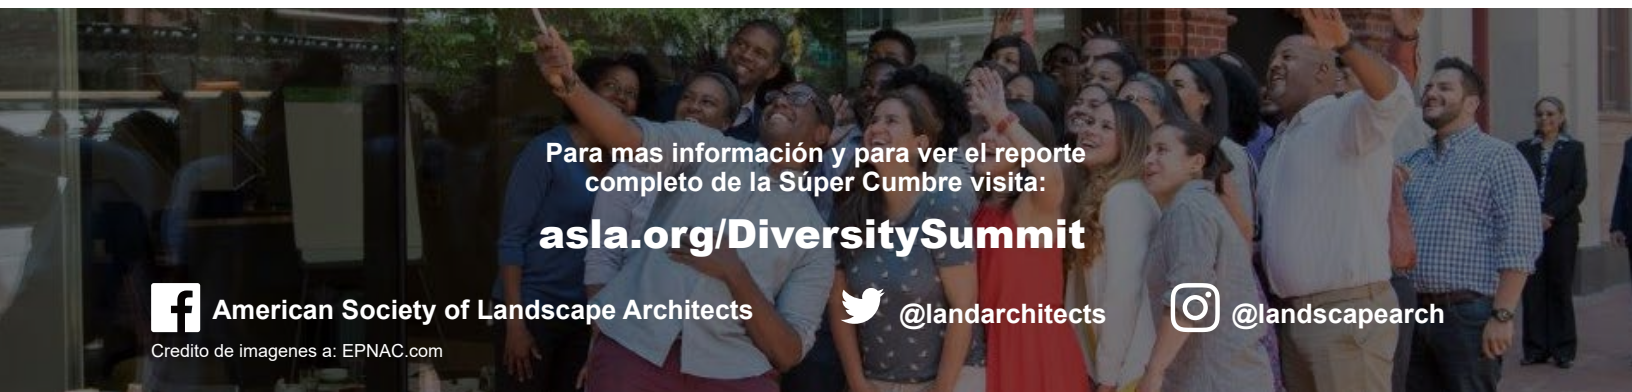 Para mas información y para ver el reporte
completo de la Súper Cumbre visita:
asla.org/DiversitySummit
American Society of Landscape Architects
@landarchitects
@landscapearch
Credito de imagenes a: EPNAC.com